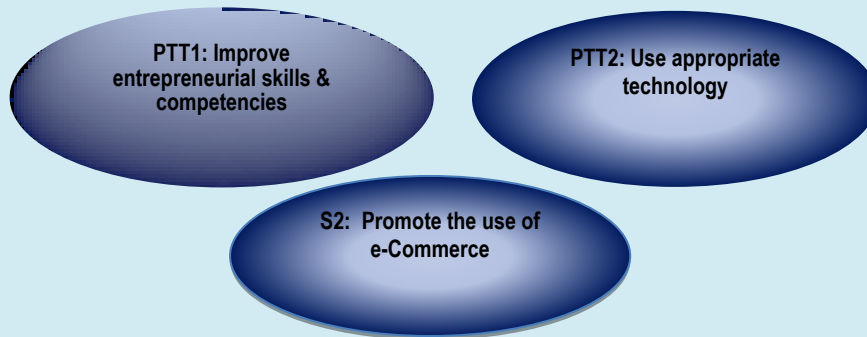 PTT1: Improve
entrepreneurial skills &
competencies
PTT2: Use appropriate
technology
S2:  Promote the use of
e-Commerce